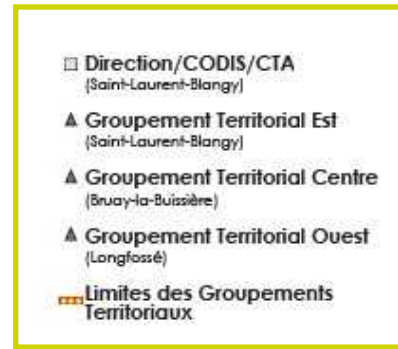 Direction/CODIS/CTA
(Saint-Laurent-Blangy)
Groupement Territorial Est
(Saint-Laurent-Blangy)
Groupement Territorial Centre
(Bruay-la-Buissière)
Groupement Territorial Ouest
(Longfossé)
Limites des Groupements
Territoriaux